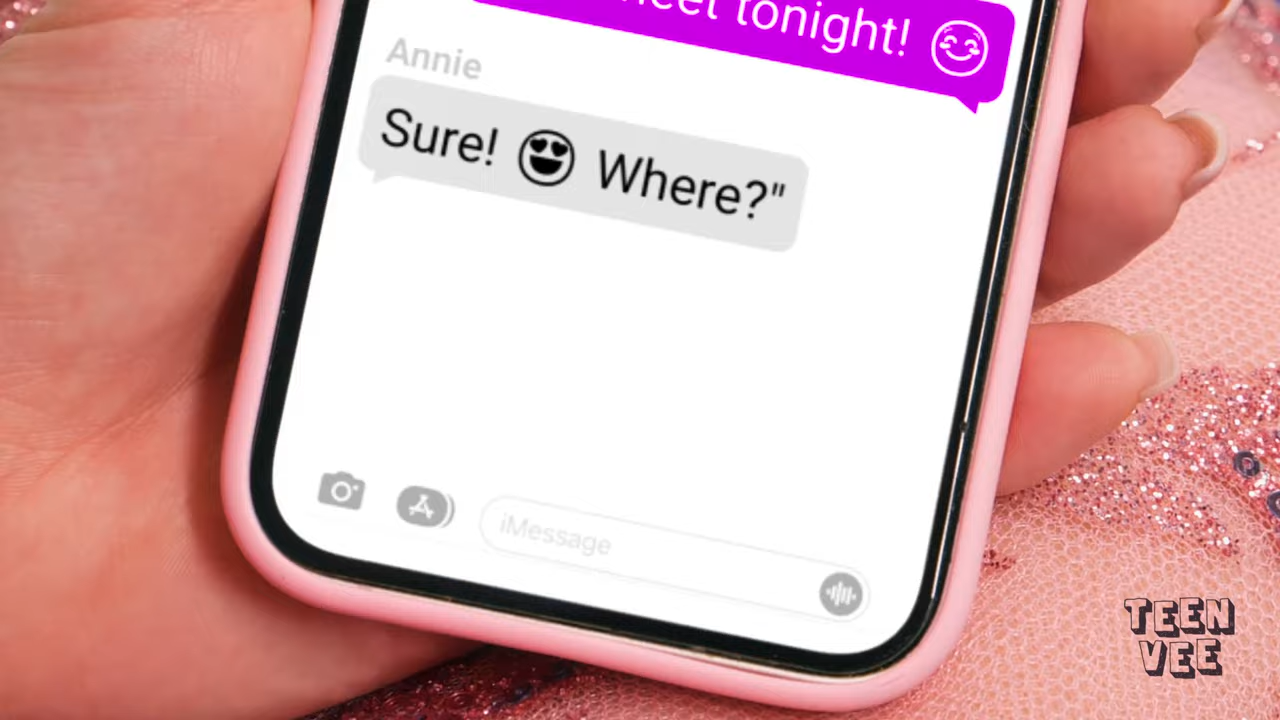 tonight! 😊
Annie
Sure! 😍 Where?"
iMessage
TEEN
VEE